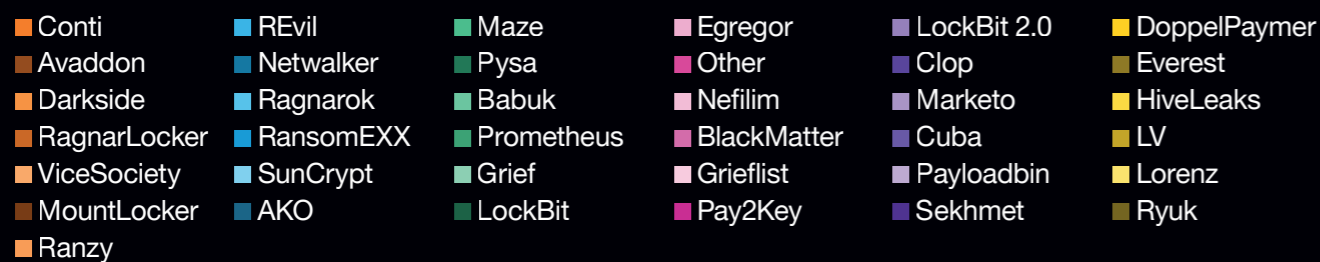 Conti REvil Maze Egregor LockBit 2.0 DoppelPaymer
Avaddon Netwalker Pysa Other Clop Everest
Darkside Ragnarok Babuk Nefilim Marketo HiveLeaks
RagnarLocker RansomEXX Prometheus BlackMatter Cuba LV
ViceSociety SunCrypt Grief Grieflist Payloadbin Lorenz
MountLocker AKO LockBit Pay2Key Sekhmet Ryuk
Ranzy